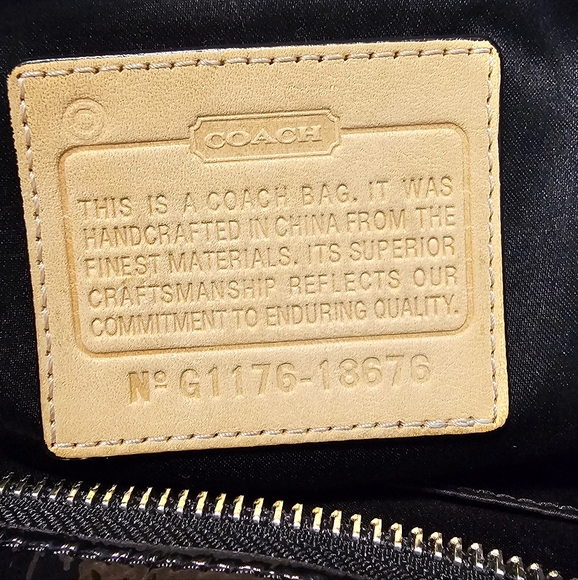 COACH
THIS IS A COACH BAG. IT WAS
HANDCRAFTED IN CHINA FROM THE
FINEST MATERIALS. ITS SUPERIOR
CRAFTSMANSHIP REFLECTS OUR
COMMITMENT TO ENDURING QUALITY.
Nº G1176-18676